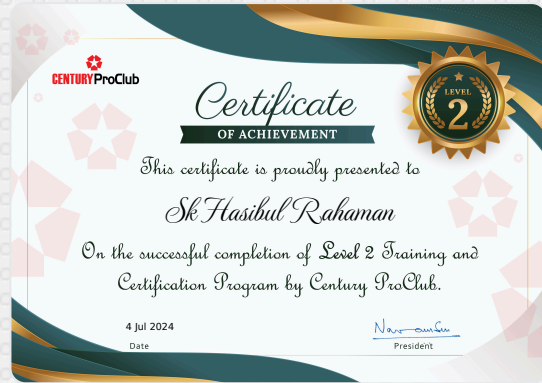 CENTURY ProClub
LEVEL
2
Certificate
OF ACHIEVEMENT
This certificate is proudly presented to
Sk Hasibul Rahaman
On the successful completion of Level 2 Training and
Certification Program by Century ProClub.
4 Jul 2024
Date
President